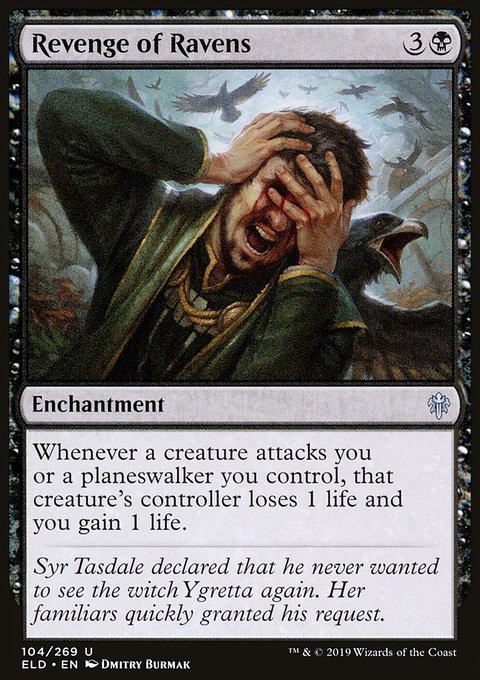 Revenge of Ravens 3
Enchantment
Whenever a creature attacks you
or a planeswalker you control, that
creature's controller loses 1 life and
you gain 1 life.
Syr Tasdale declared that he never wanted
to see the witch Ygretta again. Her
familiars quickly granted his request.
104/269 U
ELD • EN Dmitry Burmak
™ & © 2019 Wizards of the Coast